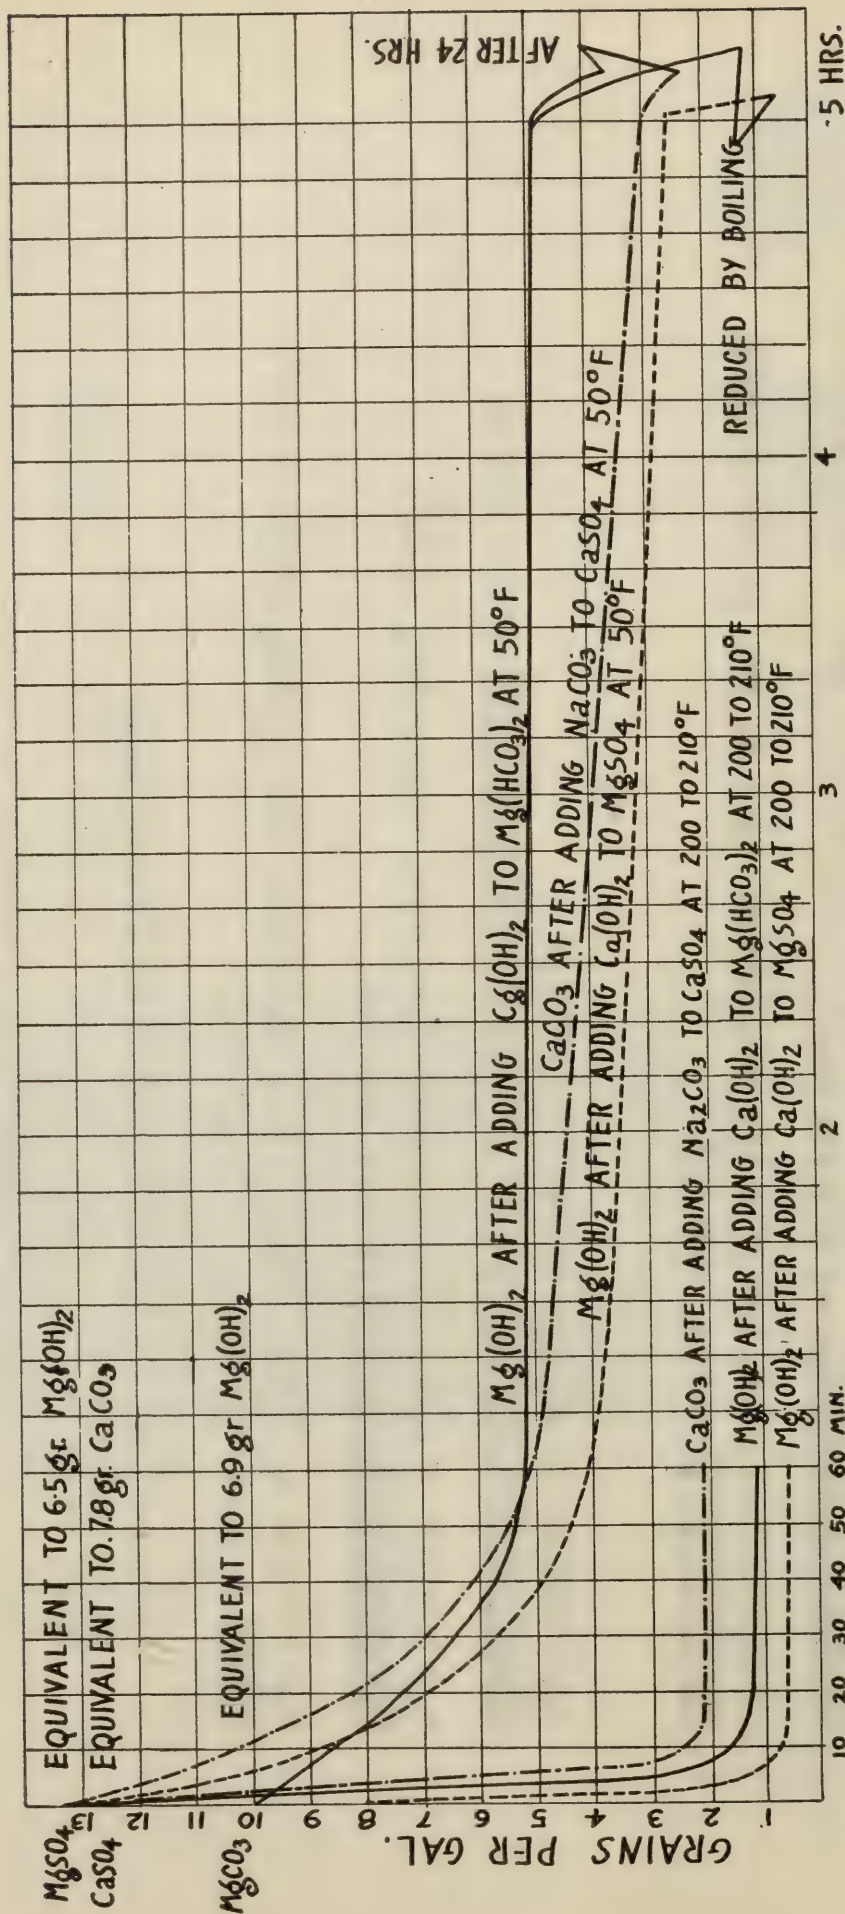 MgSO4
CaSO4
MgCO3
EQUIVALENT TO 6.5 gr. Mg(OH)2
EQUIVALENT TO 7.8 gr. CaCO3
EQUIVALENT TO 6.9 gr Mg(OH)2
AFTER 24 HRS.
Mg(OH)2 AFTER ADDING Cg(OH)2 TO Mg(HCO3)2 AT 50°F
CaCO3 AFTER ADDING NaCO3 TO CaSO4 AT 50°F
Mg(OH)2 AFTER ADDING Ca(OH)2 TO MgSO4 AT 50°F
REDUCED BY BOILING
CaCO3 AFTER ADDING Na2CO3 TO CaSO4 AT 200 TO 210°F
Mg(OH)2 AFTER ADDING Ca(OH)2 TO Mg(HCO3)2 AT 200 TO 210°F
Mg(OH)2 AFTER ADDING Ca(OH)2 TO MgSO4 AT 200 TO 210°F
GRAINS PER GAL.
13
12
11
10
9
8
7
6
5
4
3
2
1
10 20 30 40 50 60 MIN. 2 3 4 5 HRS.